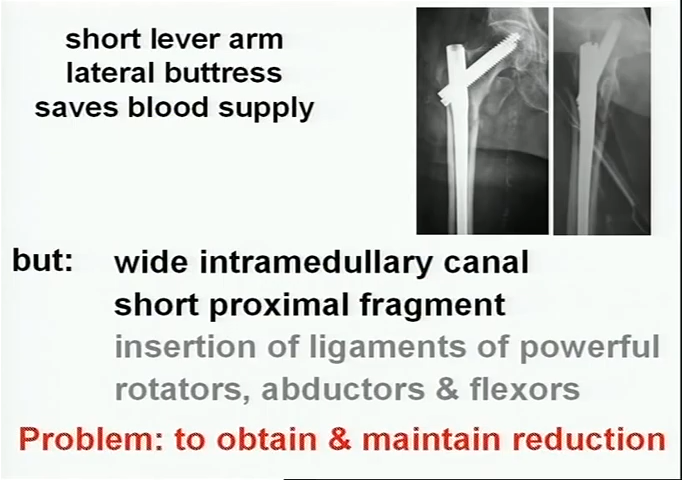 short lever arm
lateral buttress
saves blood supply
but: wide intramedullary canal
short proximal fragment
insertion of ligaments of powerful
rotators, abductors & flexors
Problem: to obtain & maintain reduction